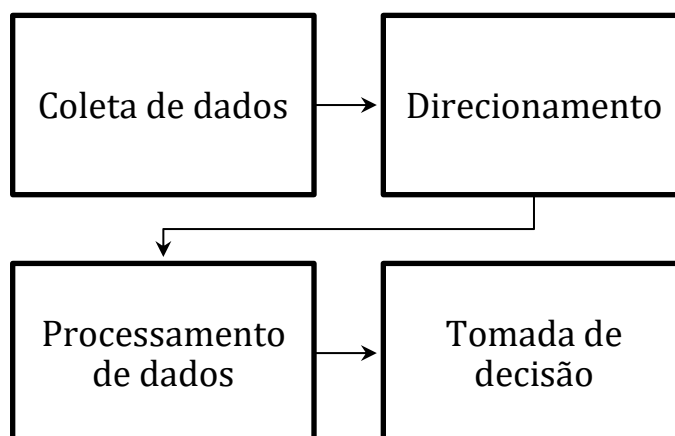 Coleta de dados
Direcionamento
Processamento
de dados
Tomada de
decisão